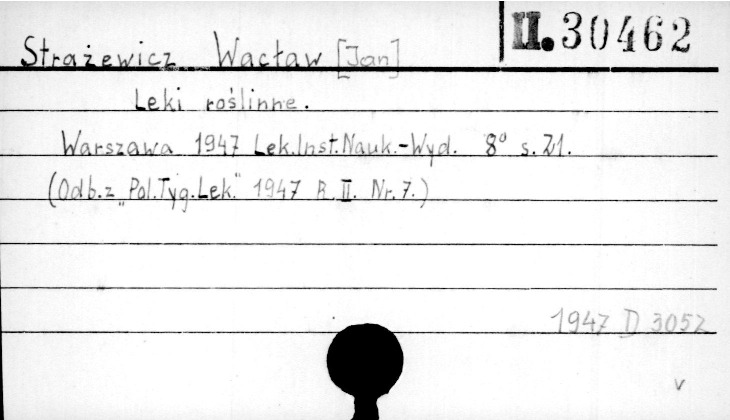 II. 30462
Strażewicz Wacław [Jan]
Leki roślinne.
Warszawa 1947 Lek.Inst.Nauk.-Wyd. 8° s. 21.
(Odb.z „Pol.Tyg.Lek." 1947 R. II. Nr. 7.)
1947 D 3052
v